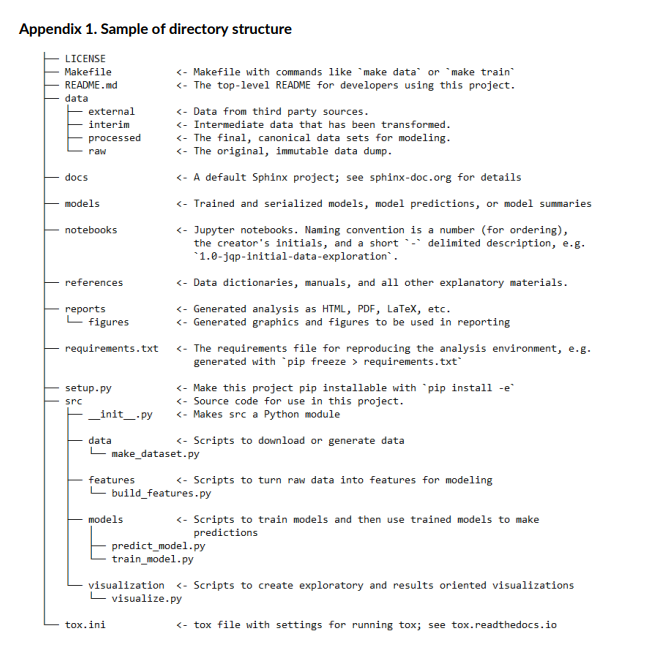 Appendix 1. Sample of directory structure
├── LICENSE
├── Makefile           <- Makefile with commands like `make data` or `make train`
├── README.md          <- The top-level README for developers using this project.
├── data
│   ├── external       <- Data from third party sources.
│   ├── interim        <- Intermediate data that has been transformed.
│   ├── processed      <- The final, canonical data sets for modeling.
│   └── raw            <- The original, immutable data dump.
├── docs               <- A default Sphinx project; see sphinx-doc.org for details
├── models             <- Trained and serialized models, model predictions, or model summaries
├── notebooks          <- Jupyter notebooks. Naming convention is a number (for ordering),
│                         the creator's initials, and a short `-` delimited description, e.g.
│                         `1.0-jqp-initial-data-exploration`.
├── references         <- Data dictionaries, manuals, and all other explanatory materials.
├── reports            <- Generated analysis as HTML, PDF, LaTeX, etc.
│   └── figures        <- Generated graphics and figures to be used in reporting
├── requirements.txt   <- The requirements file for reproducing the analysis environment, e.g.
│                         generated with `pip freeze > requirements.txt`
├── setup.py           <- Make this project pip installable with `pip install -e`
├── src                <- Source code for use in this project.
│   ├── __init__.py    <- Makes src a Python module
│   ├── data           <- Scripts to download or generate data
│   │   └── make_dataset.py
│   ├── features       <- Scripts to turn raw data into features for modeling
│   │   └── build_features.py
│   ├── models         <- Scripts to train models and then use trained models to make
│   │   │                 predictions
│   │   ├── predict_model.py
│   │   └── train_model.py
│   └── visualization  <- Scripts to create exploratory and results oriented visualizations
│       └── visualize.py
└── tox.ini            <- tox file with settings for running tox; see tox.readthedocs.io